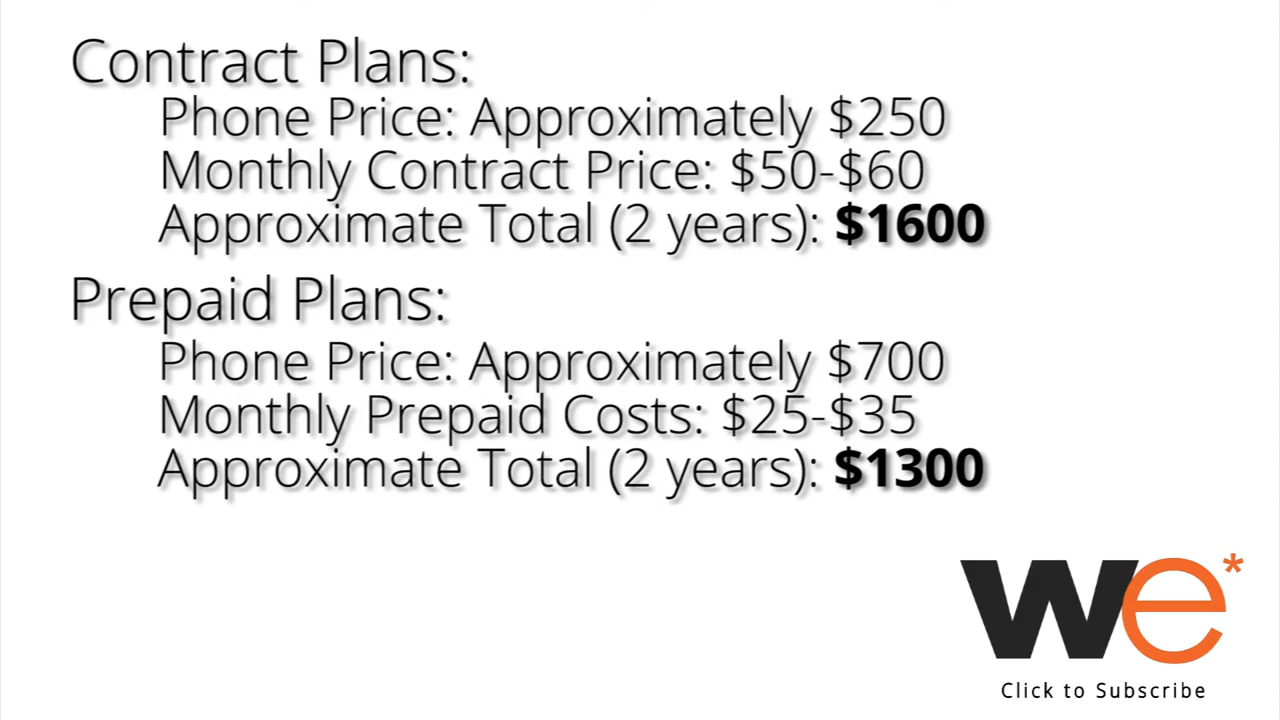 Contract Plans:
Phone Price: Approximately $250
Monthly Contract Price: $50-$60
Approximate Total (2 years): $1600
Prepaid Plans:
Phone Price: Approximately $700
Monthly Prepaid Costs: $25-$35
Approximate Total (2 years): $1300
we*
Click to Subscribe